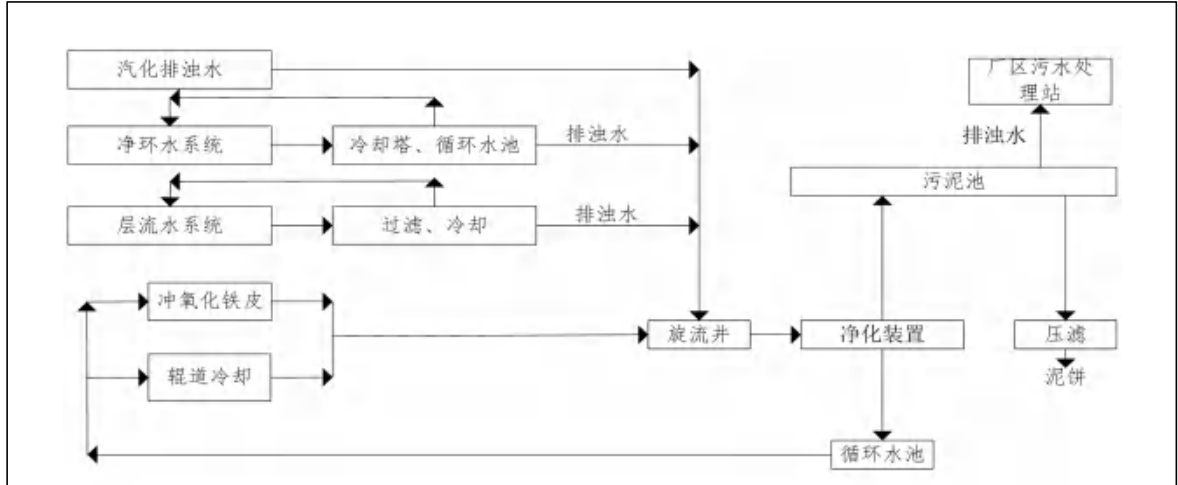 汽化排浊水
厂区污水处
理站
排浊水
净环水系统
冷却塔、循环水池
排浊水
污泥池
层流水系统
过滤、冷却
排浊水
冲氧化铁皮
旋流井
净化装置
压滤
辊道冷却
泥饼
循环水池